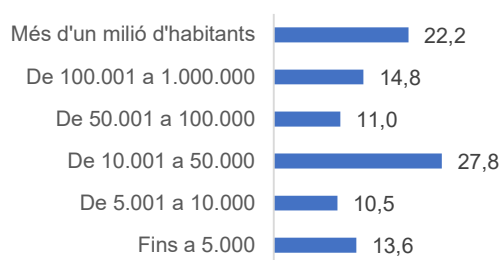 Més d'un milió d'habitants 22,2
De 100.001 a 1.000.000 14,8
De 50.001 a 100.000 11,0
De 10.001 a 50.000 27,8
De 5.001 a 10.000 10,5
Fins a 5.000 13,6